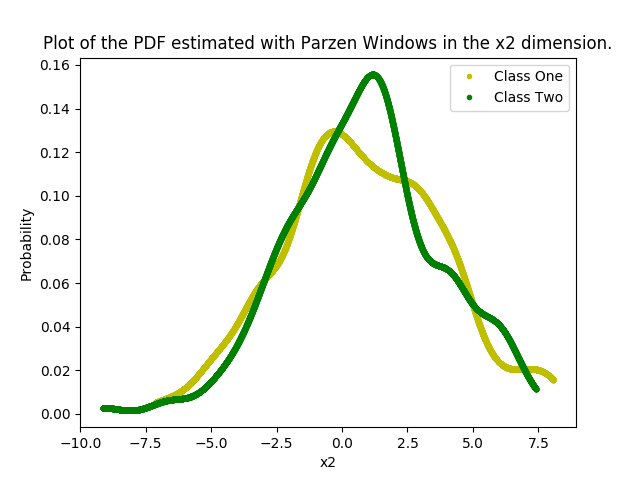 Plot of the PDF estimated with Parzen Windows in the x2 dimension.
0.16
0.14
0.12
0.10
0.08
0.06
0.04
0.02
0.00
Probability
Class One
Class Two
−10.0 −7.5 −5.0 −2.5 0.0 2.5 5.0 7.5
x2